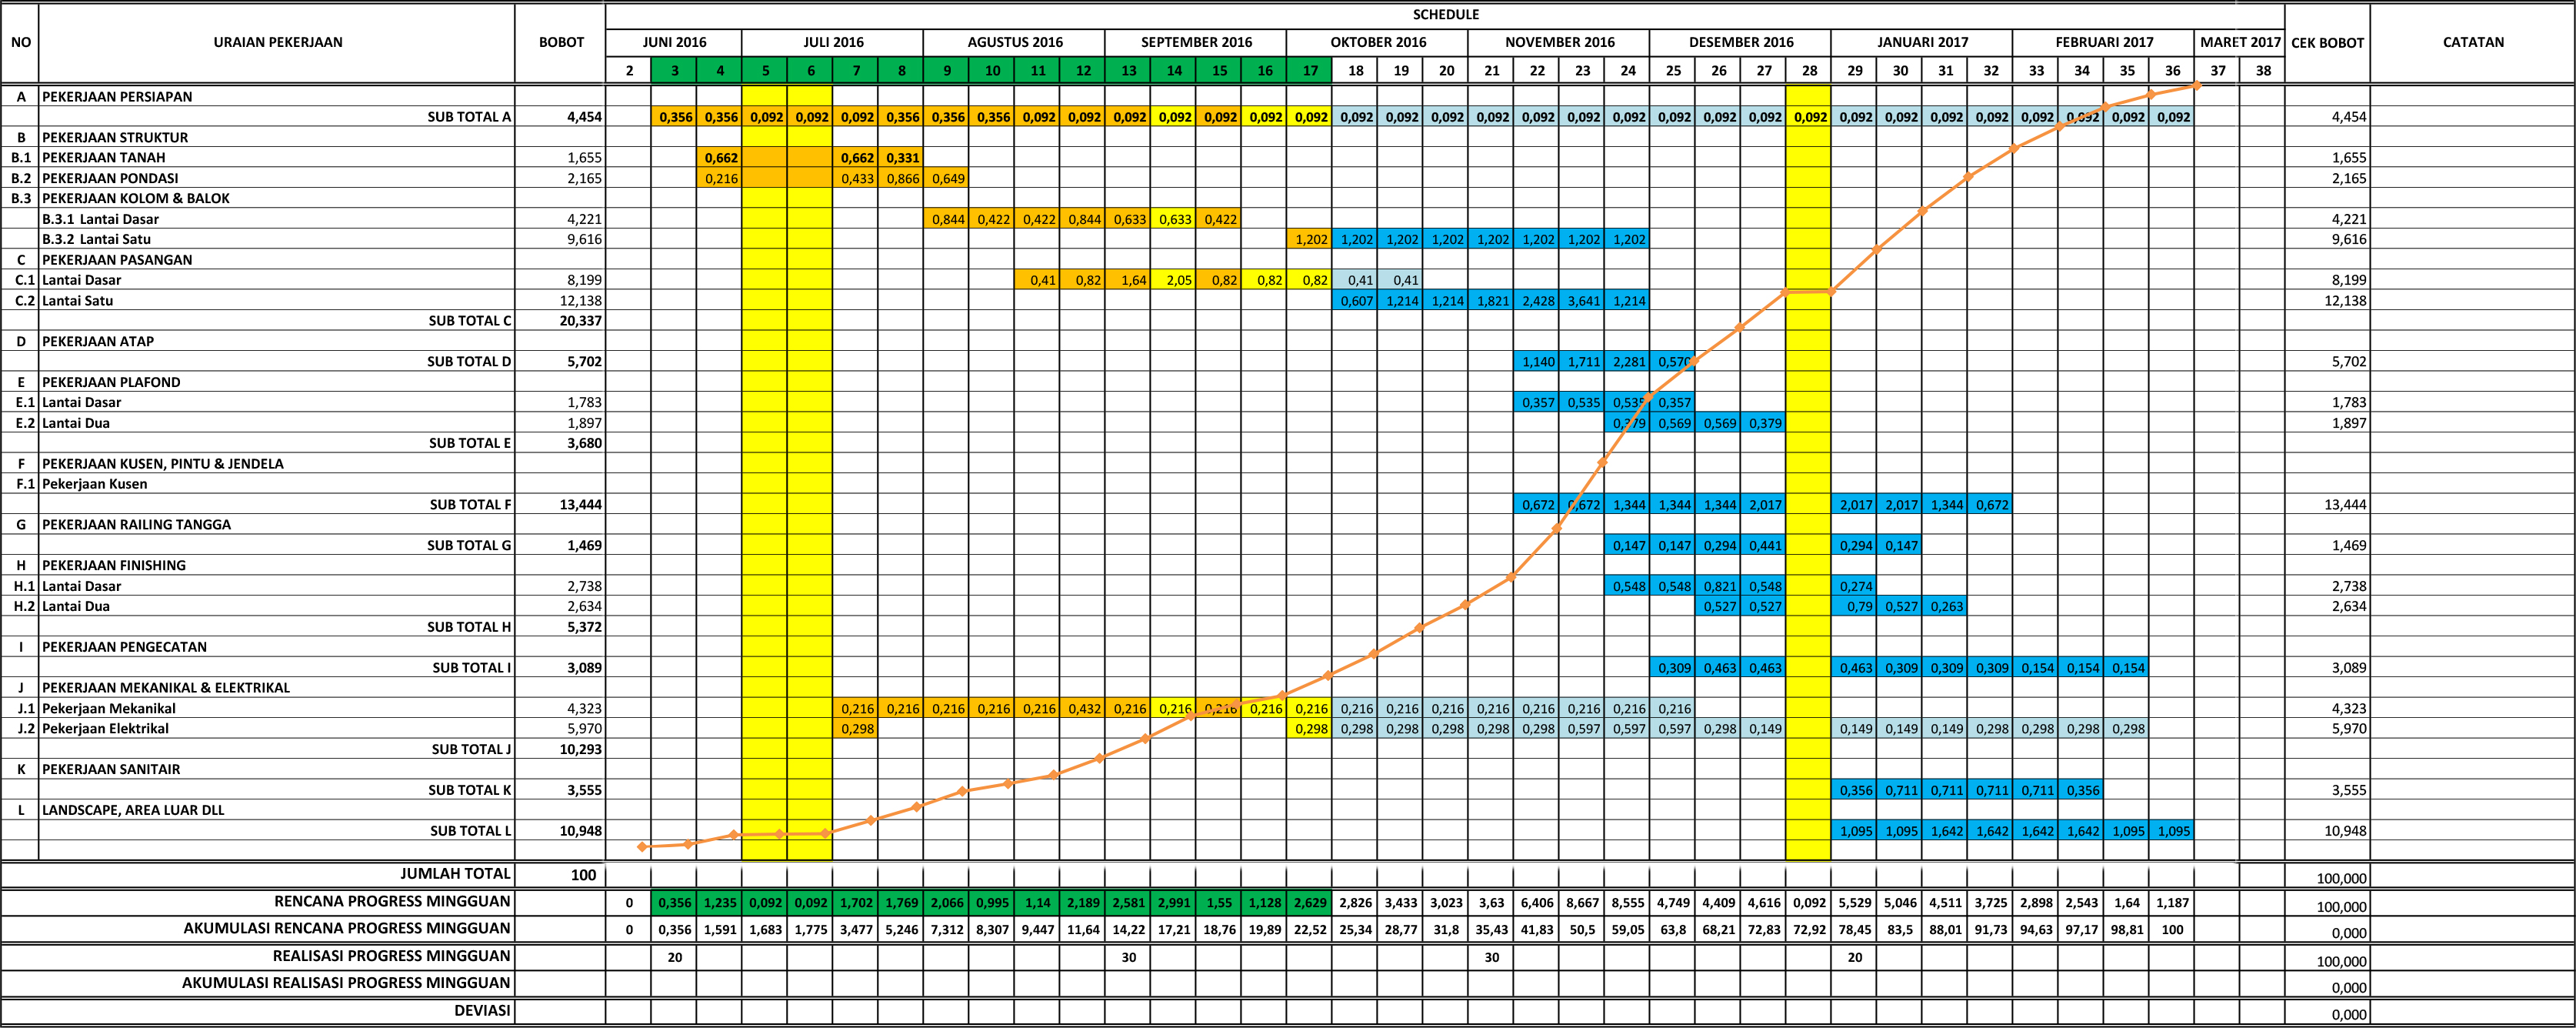 SCHEDULE
NO URAIAN PEKERJAAN BOBOT JUNI 2016 JULI 2016 AGUSTUS 2016 SEPTEMBER 2016 OKTOBER 2016 NOVEMBER 2016 DESEMBER 2016 JANUARI 2017 FEBRUARI 2017 MARET 2017 CEK BOBOT CATATAN
2 3 4 5 6 7 8 9 10 11 12 13 14 15 16 17 18 19 20 21 22 23 24 25 26 27 28 29 30 31 32 33 34 35 36 37 38
A PEKERJAAN PERSIAPAN
SUB TOTAL A 4,454 0,356 0,356 0,092 0,092 0,092 0,356 0,356 0,356 0,092 0,092 0,092 0,092 0,092 0,092 0,092 0,092 0,092 0,092 0,092 0,092 0,092 0,092 0,092 0,092 0,092 0,092 0,092 0,092 0,092 0,092 0,092 0,092 0,092 0,092 4,454
B PEKERJAAN STRUKTUR
B.1 PEKERJAAN TANAH 1,655 0,662 0,662 0,331 1,655
B.2 PEKERJAAN PONDASI 2,165 0,216 0,433 0,866 0,649 2,165
B.3 PEKERJAAN KOLOM & BALOK
B.3.1 Lantai Dasar 4,221 0,844 0,422 0,422 0,844 0,633 0,633 0,422 4,221
B.3.2 Lantai Satu 9,616 1,202 1,202 1,202 1,202 1,202 1,202 1,202 1,202 9,616
C PEKERJAAN PASANGAN
C.1 Lantai Dasar 8,199 0,41 0,82 1,64 2,05 0,82 0,82 0,82 0,41 0,41 8,199
C.2 Lantai Satu 12,138 0,607 1,214 1,214 1,821 2,428 3,641 1,214 12,138
SUB TOTAL C 20,337
D PEKERJAAN ATAP
SUB TOTAL D 5,702 1,140 1,711 2,281 0,570 5,702
E PEKERJAAN PLAFOND
E.1 Lantai Dasar 1,783 0,357 0,535 0,535 0,357 1,783
E.2 Lantai Dua 1,897 0,379 0,569 0,569 0,379 1,897
SUB TOTAL E 3,680
F PEKERJAAN KUSEN, PINTU & JENDELA
F.1 Pekerjaan Kusen
SUB TOTAL F 13,444 0,672 0,672 1,344 1,344 1,344 2,017 2,017 2,017 1,344 0,672 13,444
G PEKERJAAN RAILING TANGGA
SUB TOTAL G 1,469 0,147 0,147 0,294 0,441 0,294 0,147 1,469
H PEKERJAAN FINISHING
H.1 Lantai Dasar 2,738 0,548 0,548 0,821 0,548 0,274 2,738
H.2 Lantai Dua 2,634 0,527 0,527 0,79 0,527 0,263 2,634
SUB TOTAL H 5,372
I PEKERJAAN PENGECATAN
SUB TOTAL I 3,089 0,309 0,463 0,463 0,463 0,309 0,309 0,309 0,154 0,154 0,154 3,089
J PEKERJAAN MEKANIKAL & ELEKTRIKAL
J.1 Pekerjaan Mekanikal 4,323 0,216 0,216 0,216 0,216 0,216 0,432 0,216 0,216 0,216 0,216 0,216 0,216 0,216 0,216 0,216 0,216 0,216 0,216 0,216 4,323
J.2 Pekerjaan Elektrikal 5,970 0,298 0,298 0,298 0,298 0,298 0,298 0,298 0,597 0,597 0,597 0,298 0,149 0,149 0,149 0,149 0,298 0,298 0,298 0,298 5,970
SUB TOTAL J 10,293
K PEKERJAAN SANITAIR
SUB TOTAL K 3,555 0,356 0,711 0,711 0,711 0,711 0,356 3,555
L LANDSCAPE, AREA LUAR DLL
SUB TOTAL L 10,948 1,095 1,095 1,642 1,642 1,642 1,642 1,095 1,095 10,948
JUMLAH TOTAL 100 100,000
RENCANA PROGRESS MINGGUAN 0 0,356 1,235 0,092 0,092 1,702 1,769 2,066 0,995 1,14 2,189 2,581 2,991 1,55 1,128 2,629 2,826 3,433 3,023 3,63 6,406 8,667 8,555 4,749 4,409 4,616 0,092 5,529 5,046 4,511 3,725 2,898 2,543 1,64 1,187 100,000
AKUMULASI RENCANA PROGRESS MINGGUAN 0 0,356 1,591 1,683 1,775 3,477 5,246 7,312 8,307 9,447 11,64 14,22 17,21 18,76 19,89 22,52 25,34 28,77 31,8 35,43 41,83 50,5 59,05 63,8 68,21 72,83 72,92 78,45 83,5 88,01 91,73 94,63 97,17 98,81 100 0,000
REALISASI PROGRESS MINGGUAN 20 30 30 20 100,000
AKUMULASI REALISASI PROGRESS MINGGUAN 0,000
DEVIASI 0,000